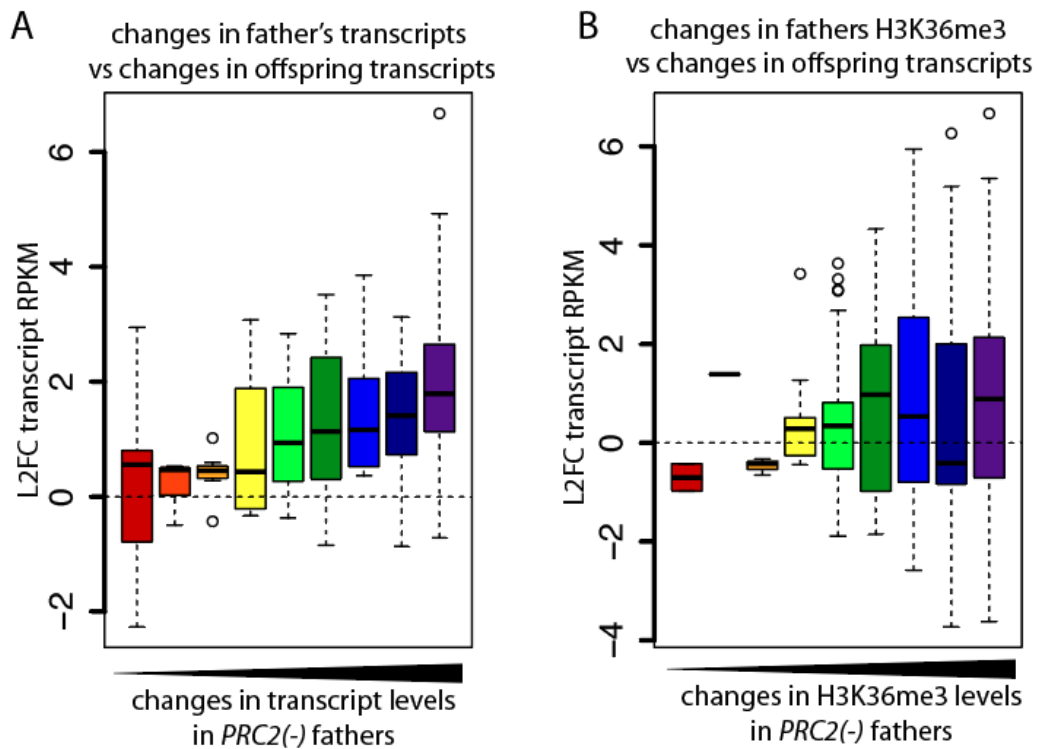 A
changes in father's transcripts
vs changes in offspring transcripts
L2FC transcript RPKM
6
4
2
0
−2
changes in transcript levels
in PRC2(-) fathers
B
changes in fathers H3K36me3
vs changes in offspring transcripts
L2FC transcript RPKM
6
4
2
0
−2
−4
changes in H3K36me3 levels
in PRC2(-) fathers